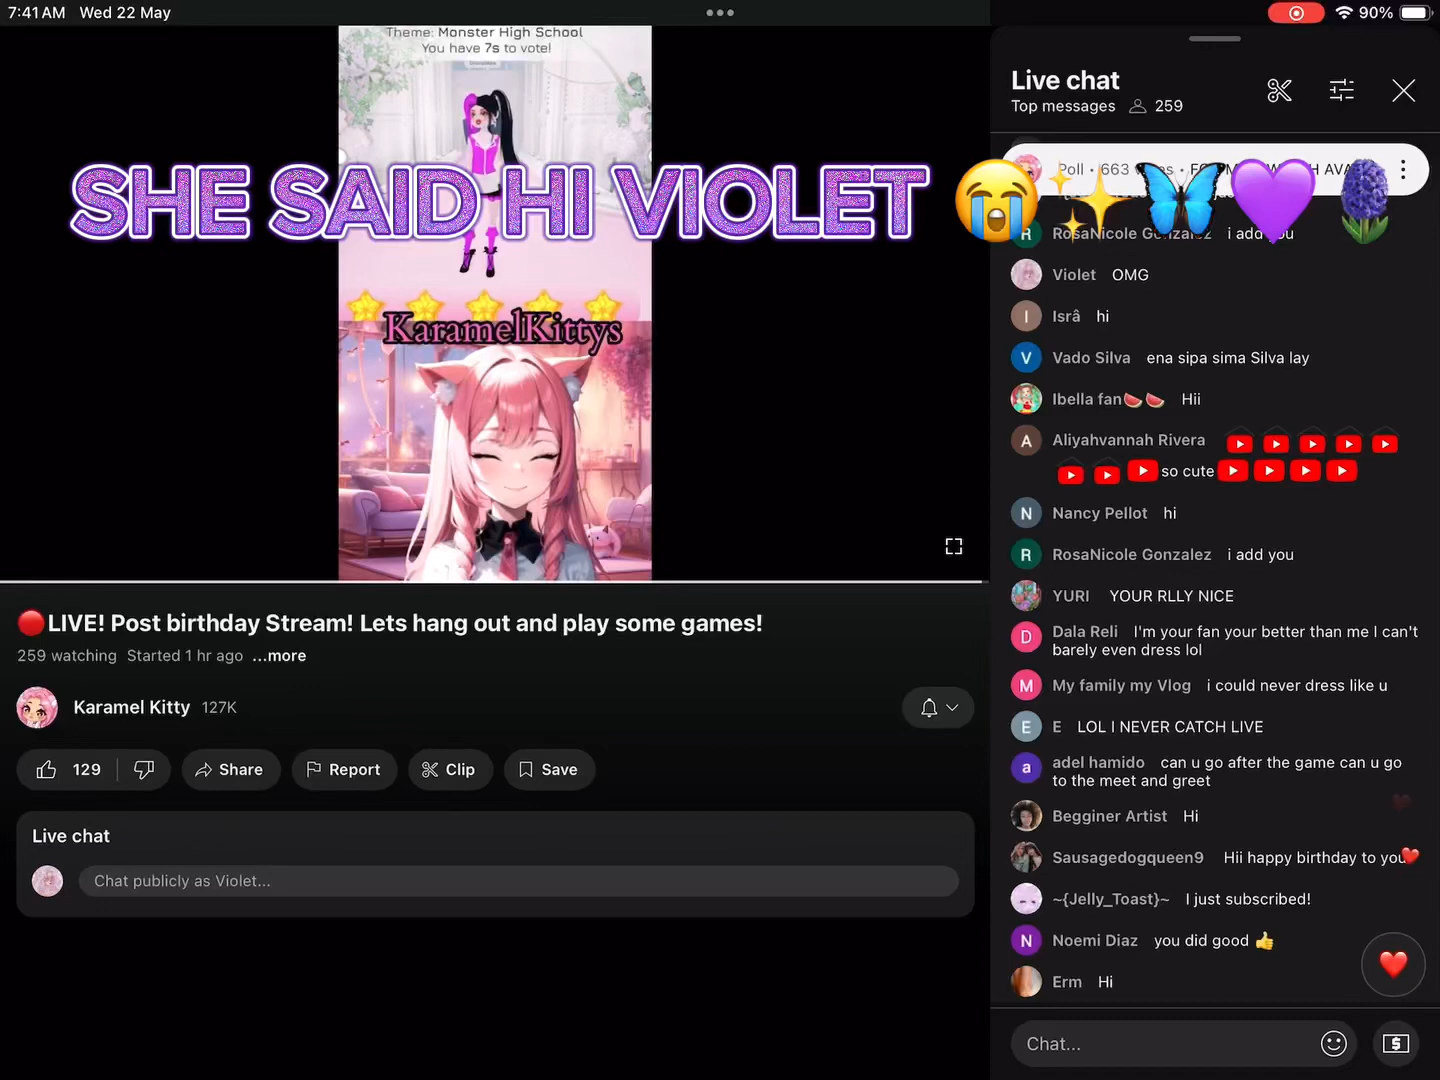 7:41 AM Wed 22 May
90%
Theme: Monster High School
You have 7s to vote!
SHE SAID HI VIOLET 😭✨🦋💜🪻
KaramelKittys
🔴LIVE! Post birthday Stream! Lets hang out and play some games!
259 watching Started 1 hr ago ...more
Karamel Kitty 127K
129
Share
Report
Clip
Save
Live chat
Chat publicly as Violet...
Live chat
Top messages 259
Poll • 663
RosaNicole Gonzalez i add you
Violet OMG
Isrâ hi
Vado Silva ena sipa sima Silva lay
Ibella fan🍉🍉 Hii
Aliyahvannah Rivera
so cute
Nancy Pellot hi
RosaNicole Gonzalez i add you
YURI YOUR RLLY NICE
Dala Reli I'm your fan your better than me I can't
barely even dress lol
My family my Vlog i could never dress like u
E LOL I NEVER CATCH LIVE
adel hamido can u go after the game can u go
to the meet and greet
Begginer Artist Hi
Sausagedogqueen9 Hii happy birthday to you
~{Jelly_Toast}~ I just subscribed!
Noemi Diaz you did good 👍
Erm Hi
Chat...